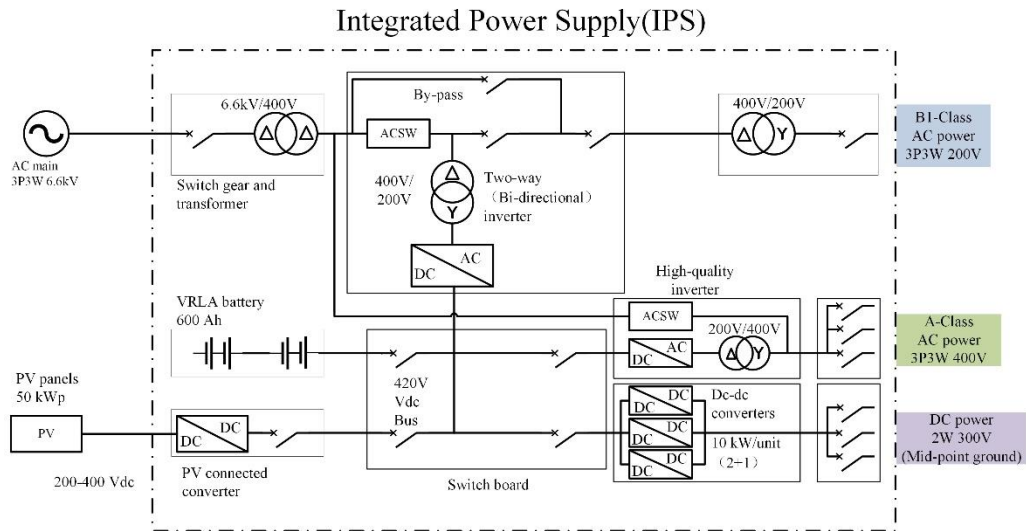 Integrated Power Supply(IPS)
6.6kV/400V
By-pass
ACSW
400V/200V
B1-Class
AC power
3P3W 200V
AC main
3P3W 6.6kV
Switch gear and
transformer
Δ Δ
400V/
200V
Δ
Y
Two-way
（Bi-directional）
inverter
Δ Y
DC AC
High-quality
inverter
VRLA battery
600 Ah
ACSW
200V/400V
DC AC
Δ Y
A-Class
AC power
3P3W 400V
PV panels
50 kWp
PV
420V
Vdc
Bus
DC DC
Dc-dc
converters
DC DC
DC DC
DC DC
10 kW/unit
（2+1）
DC power
2W 300V
(Mid-point ground)
200-400 Vdc
PV connected
converter
Switch board